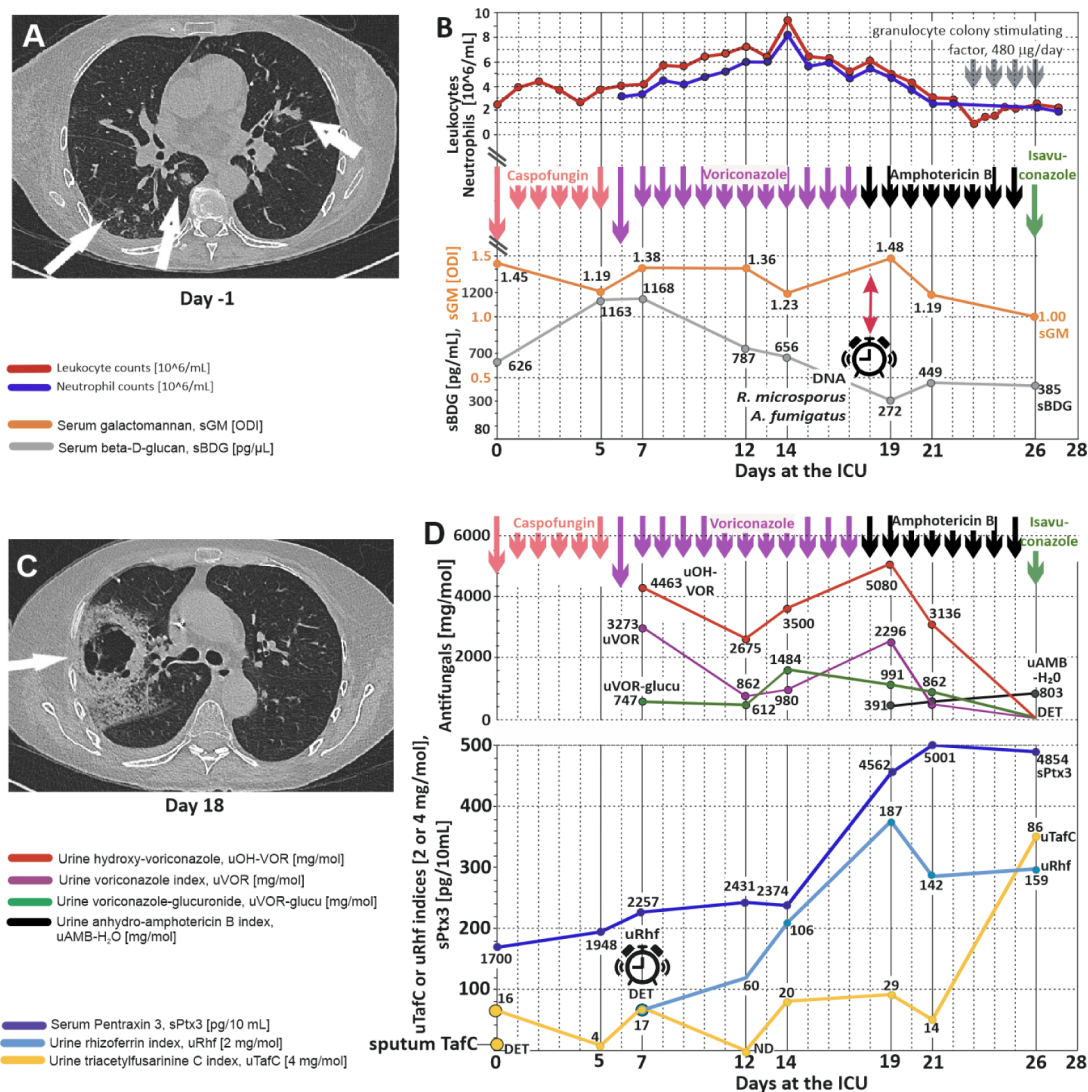 A
Day -1
Leukocyte counts [10^6/mL]
Neutrophil counts [10^6/mL]
Serum galactomannan, sGM [ODI]
Serum beta-D-glucan, sBDG [pg/µL]
B
Leukocytes
Neutrophils [10^6/mL]
10
8
6
4
2
0
granulocyte colony stimulating
factor, 480 µg/day
Caspofungin
Voriconazole
Amphotericin B
Isavu-
conazole
sBDG [pg/mL], sGM [ODI]
1.5
1200
1.0
700
0.5
300
80
1.45
1.19
1.38
1.36
1.23
1.48
1.19
1.00
sGM
626
1163
1168
787
656
272
449
385
sBDG
DNA
R. microsporus
A. fumigatus
0
5
7
12
14
19
21
26
28
Days at the ICU
C
Day 18
Urine hydroxy-voriconazole, uOH-VOR [mg/mol]
Urine voriconazole index, uVOR [mg/mol]
Urine voriconazole-glucuronide, uVOR-glucu [mg/mol]
Urine anhydro-amphotericin B index,
uAMB-H₂O [mg/mol]
Serum Pentraxin 3, sPtx3 [pg/10 mL]
Urine rhizoferrin index, uRhf [2 mg/mol]
Urine triacetylfusarinine C index, uTafC [4 mg/mol]
D
Caspofungin
Voriconazole
Amphotericin B
Isavu-
conazole
Antifungals [mg/mol]
6000
4000
2000
0
4463
uOH-
VOR
2675
3500
5080
3136
3273
uVOR
862
980
2296
uVOR-glucu
747
612
1484
991
862
391
uAMB
-H₂0
803
DET
uTafC or uRhf indices [2 or 4 mg/mol],
sPtx3 [pg/10mL]
500
400
300
200
100
1700
1948
2257
2431
2374
4562
5001
4854
sPtx3
uRhf
DET
60
106
187
142
159
uRhf
16
4
17
ND
20
29
14
86
uTafC
sputum TafC
DET
0
5
7
12
14
19
21
26
28
Days at the ICU